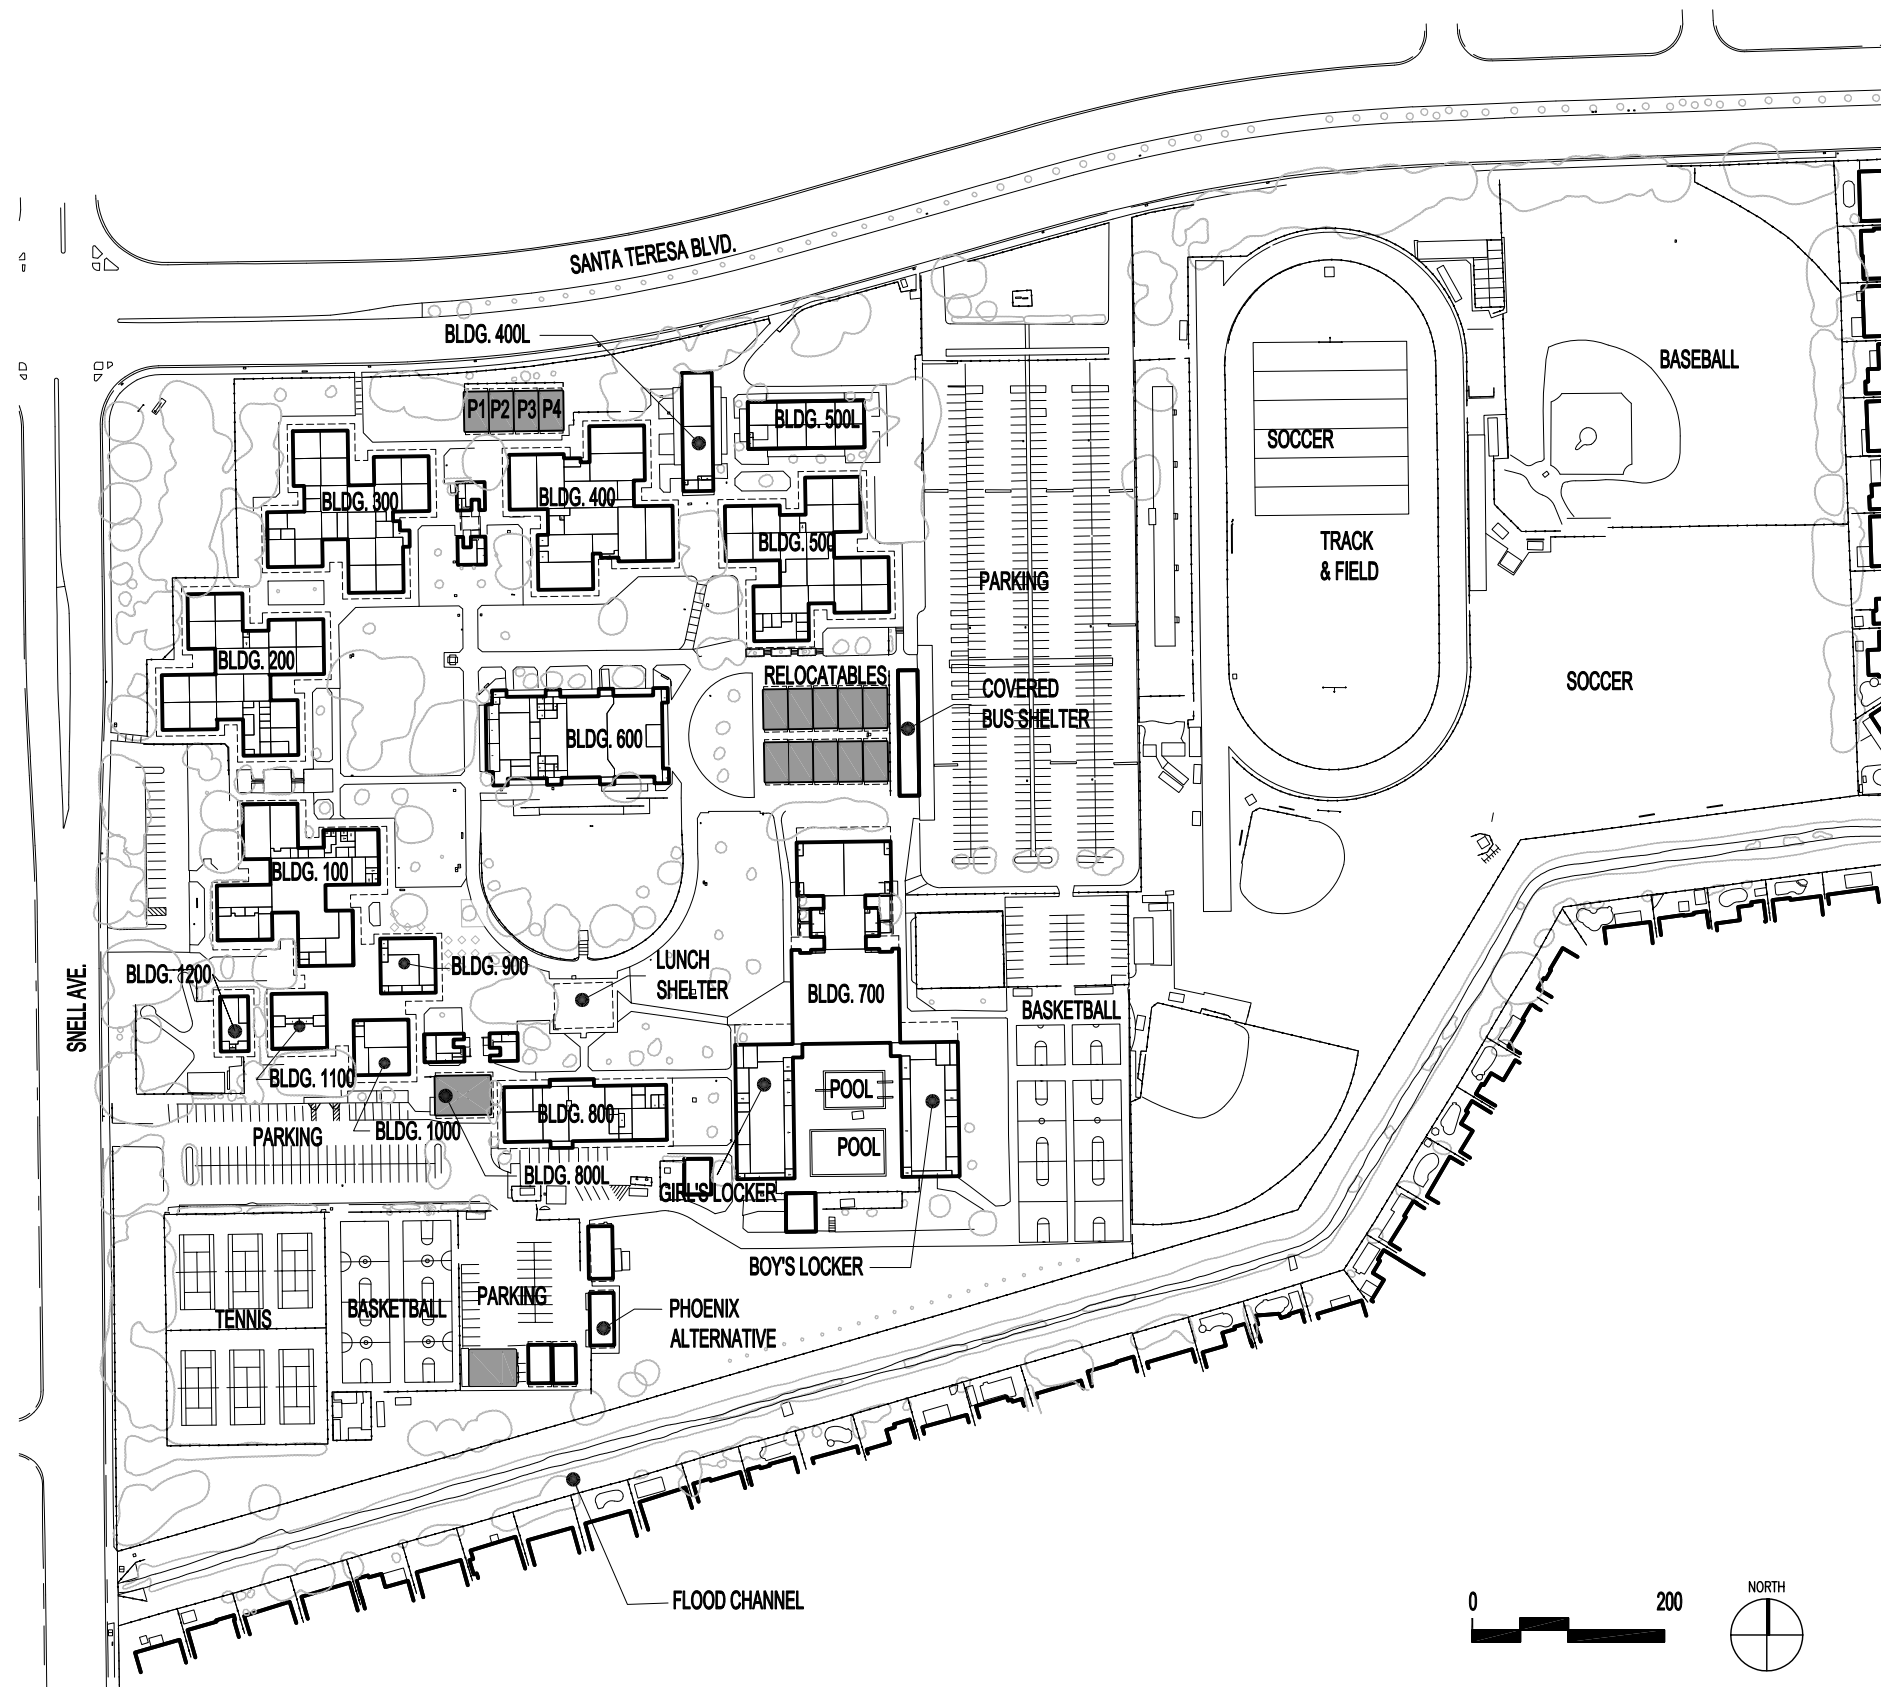 SANTA TERESA BLVD.
BLDG. 400L
P1 P2 P3 P4
BLDG. 500L
BASEBALL
SOCCER
BLDG. 300
BLDG. 400
BLDG. 500
TRACK
& FIELD
PARKING
BLDG. 200
RELOCATABLES
COVERED
BUS SHELTER
SOCCER
BLDG. 600
BLDG. 100
SNELL AVE.
BLDG. 1200
BLDG. 900
LUNCH
SHELTER
BLDG. 700
BASKETBALL
BLDG. 1100
POOL
BLDG. 800
PARKING
BLDG. 1000
POOL
BLDG. 800L
GIRL'S LOCKER
BOY'S LOCKER
TENNIS
BASKETBALL
PARKING
PHOENIX
ALTERNATIVE
FLOOD CHANNEL
0 200
NORTH